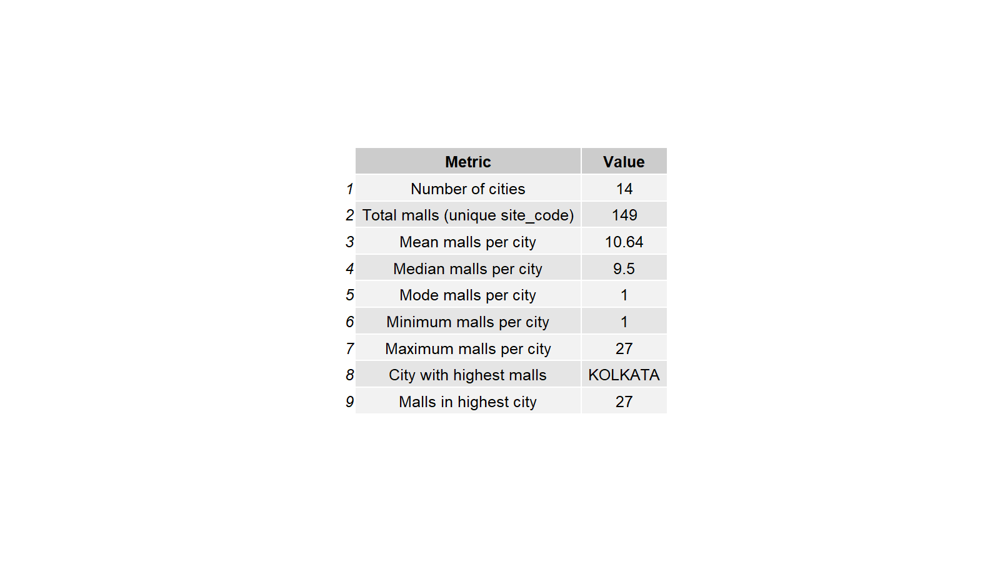 Metric Value
1 Number of cities 14
2 Total malls (unique site_code) 149
3 Mean malls per city 10.64
4 Median malls per city 9.5
5 Mode malls per city 1
6 Minimum malls per city 1
7 Maximum malls per city 27
8 City with highest malls KOLKATA
9 Malls in highest city 27